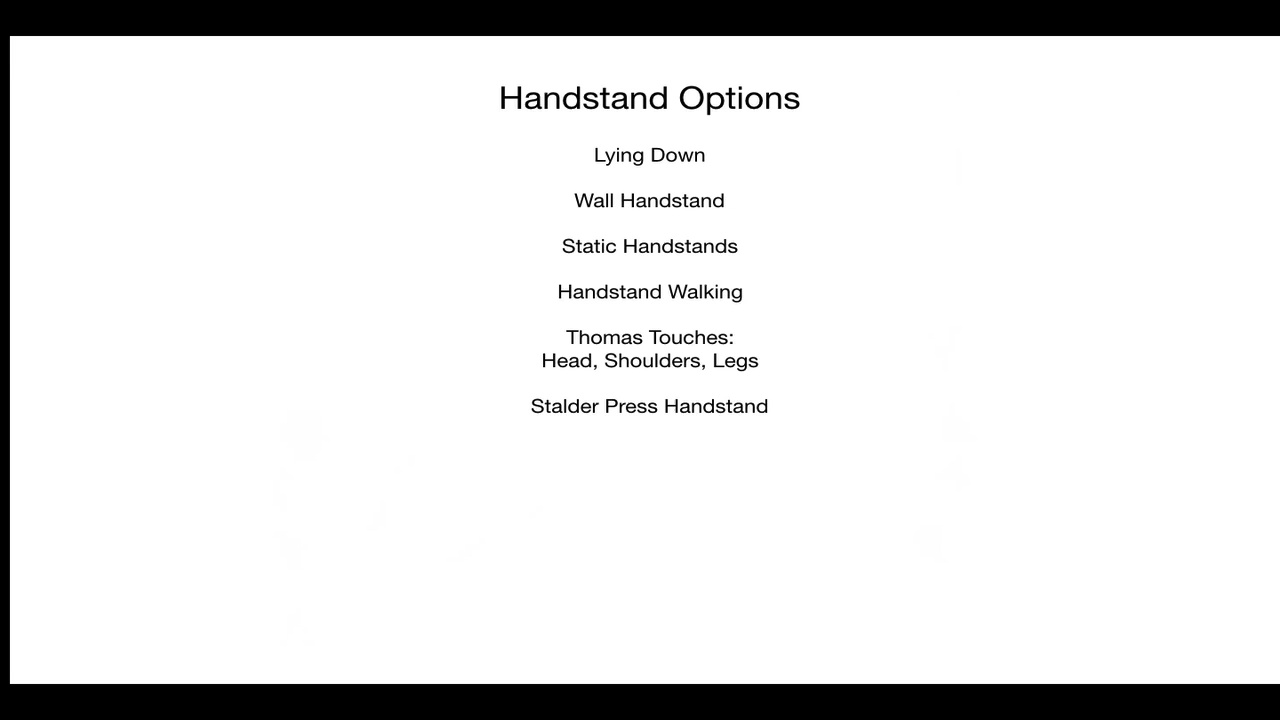 Handstand Options
Lying Down
Wall Handstand
Static Handstands
Handstand Walking
Thomas Touches:
Head, Shoulders, Legs
Stalder Press Handstand